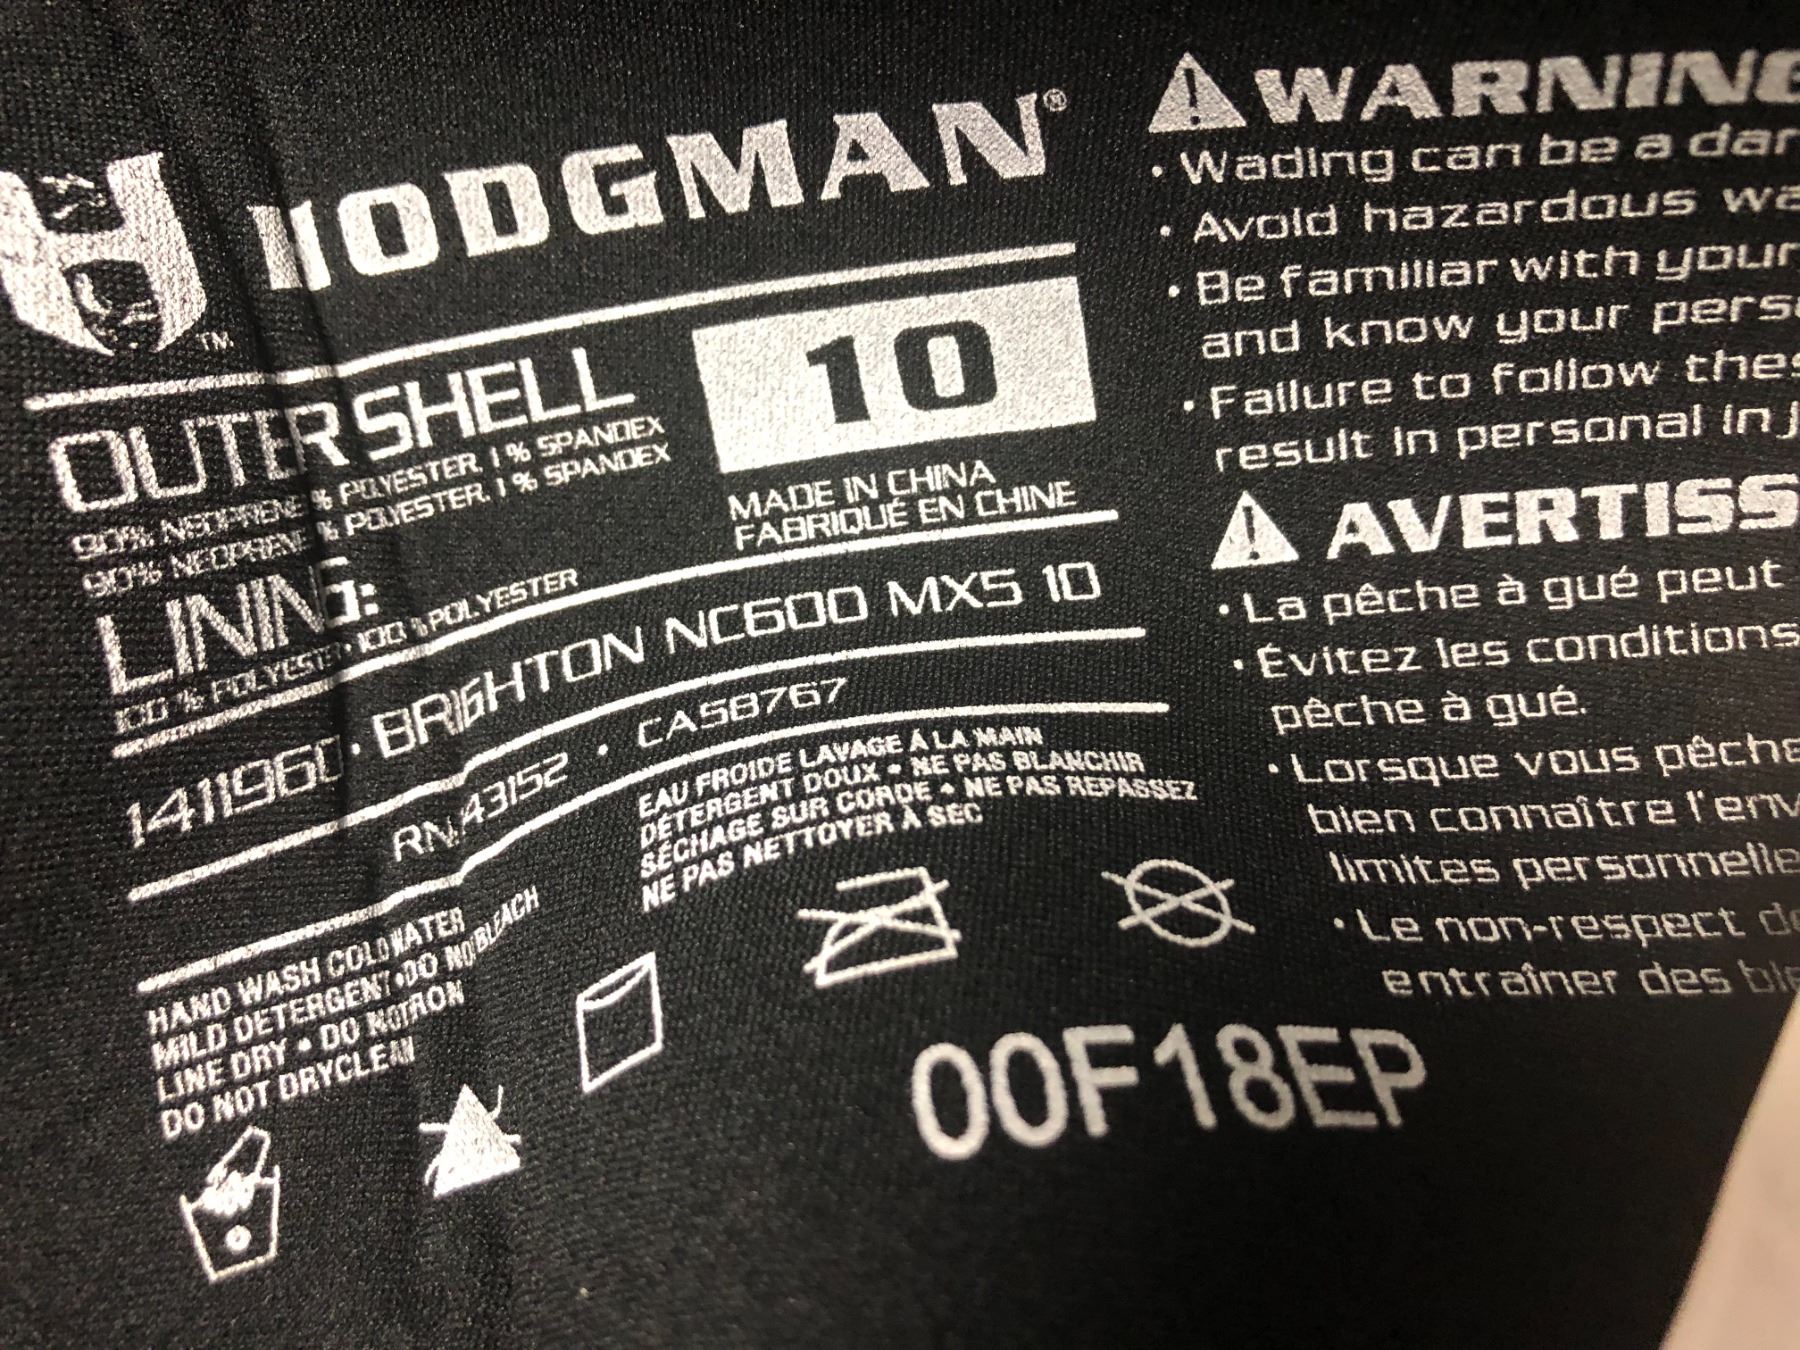 HODGMAN®
TM
OUTER SHELL
10
90% NEOPRENE % POLYESTER 1% SPANDEX
90% NEOPRENE % POLYESTER 1% SPANDEX
MADE IN CHINA
FABRIQUÉ EN CHINE
LINING:
100% POLYESTER 100% POLYESTER
1411960 • BRIGHTON NC600 MX5 10
RN 43152 • CA58767
HAND WASH COLD WATER
MILD DETERGENT • DO NOT BLEACH
LINE DRY • DO NOT IRON
DO NOT DRYCLEAN
EAU FROIDE LAVAGE À LA MAIN
DÉTERGENT DOUX • NE PAS BLANCHIR
SÉCHAGE SUR CORDE • NE PAS REPASSEZ
NE PAS NETTOYER À SEC
00F18EP
WARNING
• Wading can be a dan
• Avoid hazardous wa
• Be familiar with your
and know your pers
• Failure to follow thes
result in personal inj
AVERTISS
• La pêche à gué peut
• Évitez les conditions
pêche à gué.
• Lorsque vous pêche
bien connaître l'env
limites personnelle
• Le non-respect de
entraîner des ble